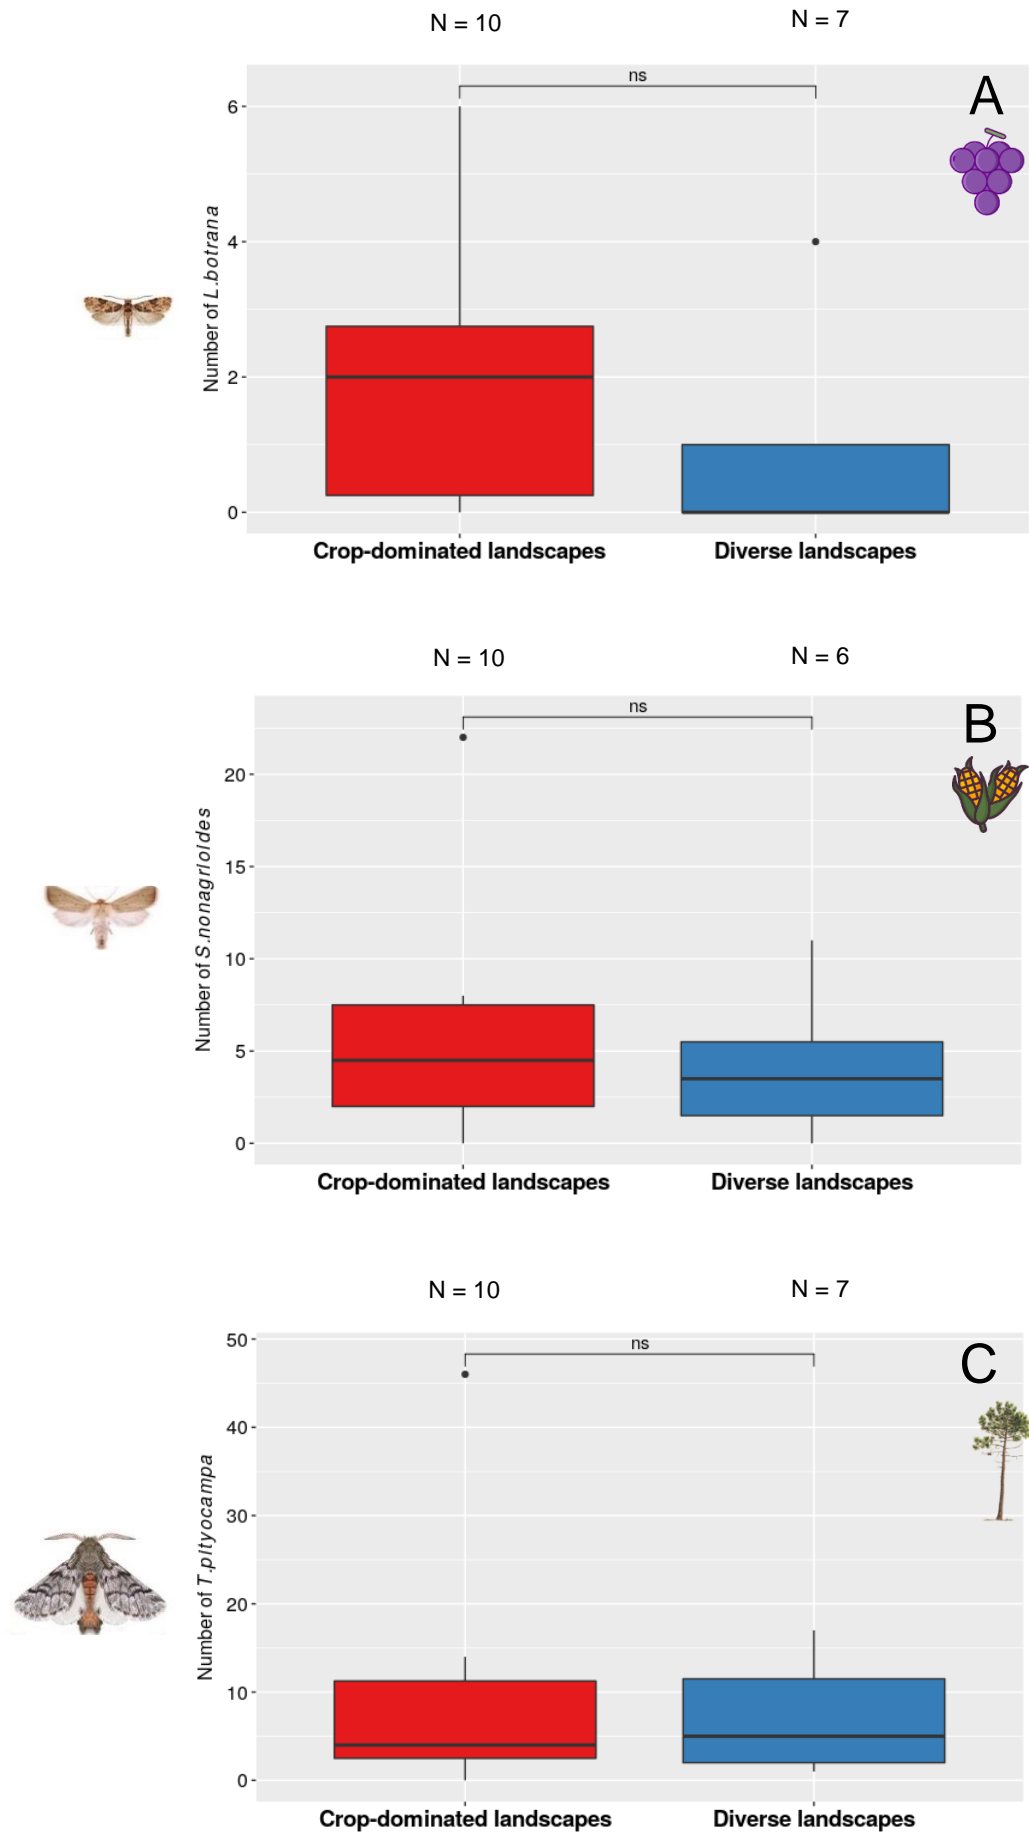 N = 10
N = 7
ns
A
6
4
2
0
Number of L.botrana
Crop-dominated landscapes
Diverse landscapes
N = 10
N = 6
ns
B
20
15
10
5
0
Number of S.nonagrioides
Crop-dominated landscapes
Diverse landscapes
N = 10
N = 7
ns
C
50
40
30
20
10
0
Number of T.pityocampa
Crop-dominated landscapes
Diverse landscapes